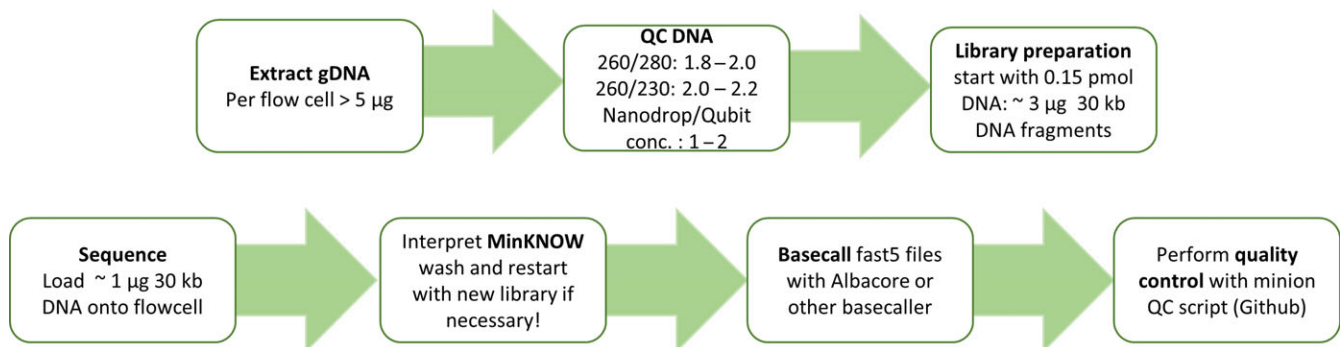 Extract gDNA
Per flow cell > 5 µg
QC DNA
260/280: 1.8 – 2.0
260/230: 2.0 – 2.2
Nanodrop/Qubit
conc. : 1 – 2
Library preparation
start with 0.15 pmol
DNA: ~ 3 µg 30 kb
DNA fragments
Sequence
Load ~ 1 µg 30 kb
DNA onto flowcell
Interpret MinKNOW
wash and restart
with new library if
necessary!
Basecall fast5 files
with Albacore or
other basecaller
Perform quality
control with minion
QC script (Github)